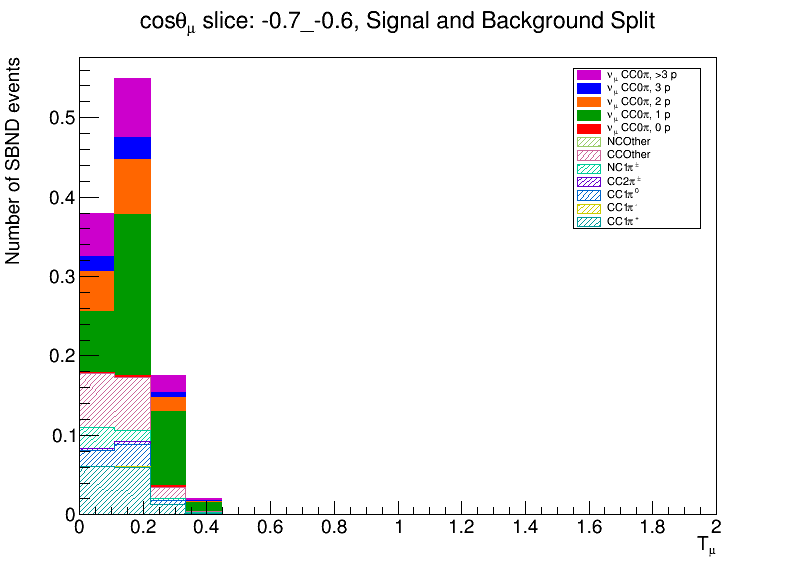 cosθμ slice: -0.7_-0.6, Signal and Background Split
Number of SBND events
νμ CC0π, >3 p
νμ CC0π, 3 p
νμ CC0π, 2 p
νμ CC0π, 1 p
νμ CC0π, 0 p
NCOther
CCOther
NC1π±
CC2π±
CC1π⁰
CC1π⁻
CC1π⁺
0.5
0.4
0.3
0.2
0.1
0
0 0.2 0.4 0.6 0.8 1 1.2 1.4 1.6 1.8 2
Tμ